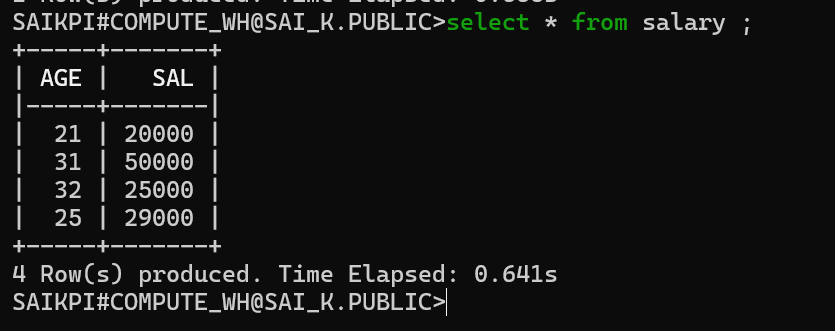 SAIKPI#COMPUTE_WH@SAI_K.PUBLIC>select * from salary ;
+-----+-------+
| AGE |   SAL |
|-----+-------|
|  21 | 20000 |
|  31 | 50000 |
|  32 | 25000 |
|  25 | 29000 |
+-----+-------+
4 Row(s) produced. Time Elapsed: 0.641s
SAIKPI#COMPUTE_WH@SAI_K.PUBLIC>